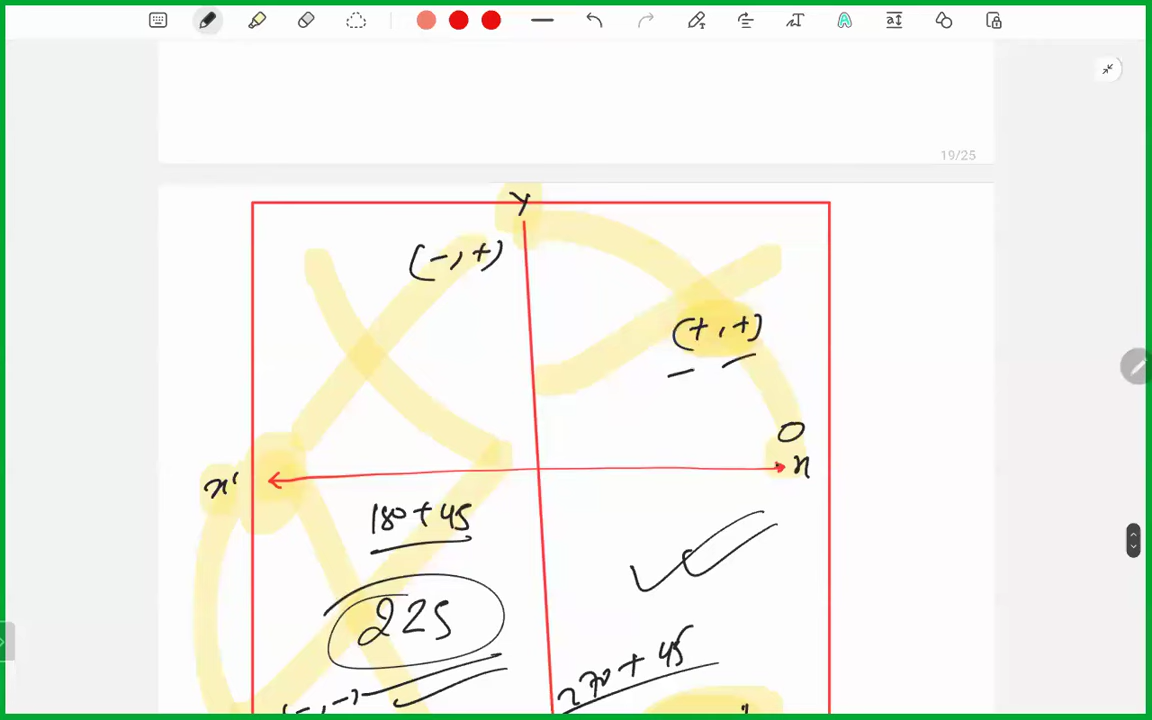 19/25
y
(-, +)
(+, +)
0
x' x
180 + 45
225
270 + 45
(-, -)